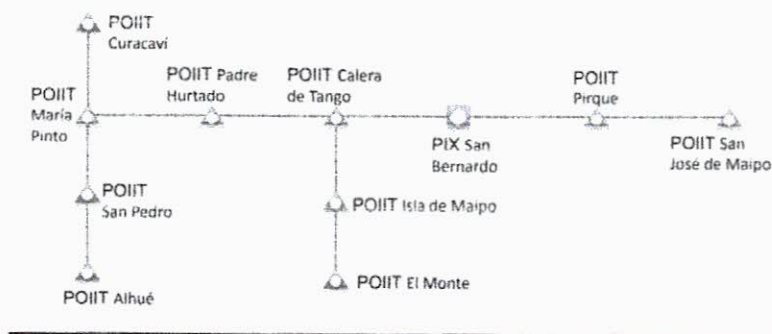 POIIT
Curacaví
POIIT Padre
Hurtado
POIIT Calera
de Tango
POIIT
Pirque
POIIT
María
Pinto
PIX San
Bernardo
POIIT San
José de Maipo
POIIT
San Pedro
POIIT Isla de Maipo
POIIT Alhué
POIIT El Monte